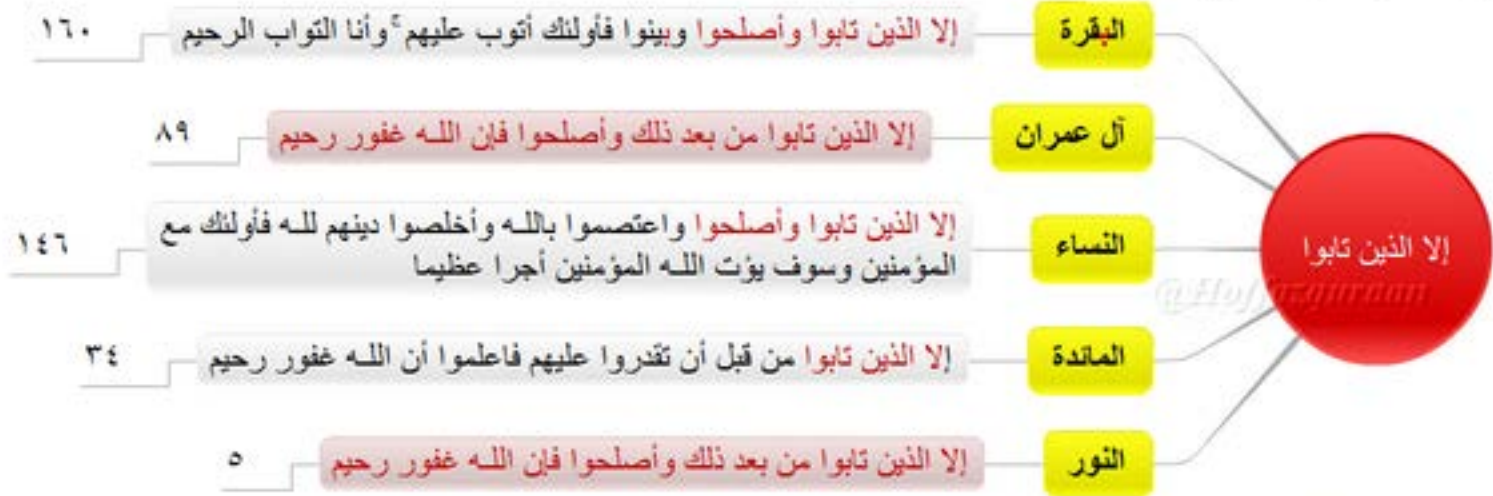 إلا الذين تابوا
@Hoffazquraan
البقرة
إلا الذين تابوا وأصلحوا وبينوا فأولئك أتوب عليهم ۚ وأنا التواب الرحيم
١٦٠
آل عمران
إلا الذين تابوا من بعد ذلك وأصلحوا فإن اللـه غفور رحيم
٨٩
النساء
إلا الذين تابوا وأصلحوا واعتصموا باللـه وأخلصوا دينهم للـه فأولئك مع
المؤمنين وسوف يؤت اللـه المؤمنين أجرا عظيما
١٤٦
المائدة
إلا الذين تابوا من قبل أن تقدروا عليهم فاعلموا أن اللـه غفور رحيم
٣٤
النور
إلا الذين تابوا من بعد ذلك وأصلحوا فإن اللـه غفور رحيم
٥